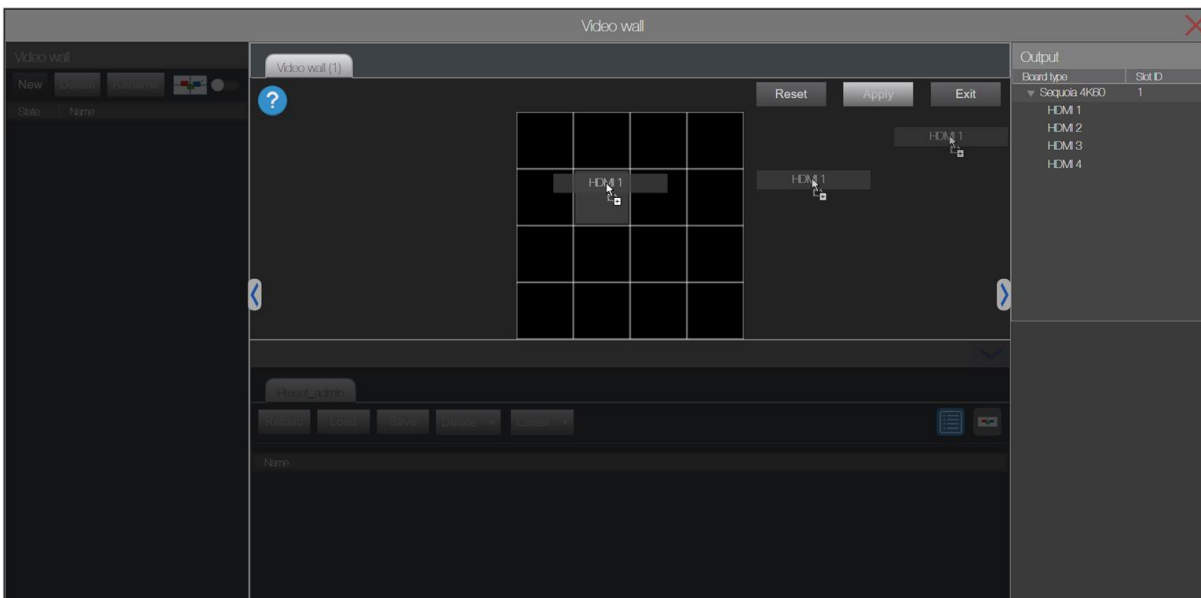 Video wall
Video wall
New Delete Rename
State Name
Video wall (1)
?
Reset Apply Exit
HDMI 1
HDMI 1
HDMI 1
Output
Board type Slot ID
Sequoia 4K60 1
HDMI 1
HDMI 2
HDMI 3
HDMI 4
Preset_admin
Reload Load Save Delete
Name